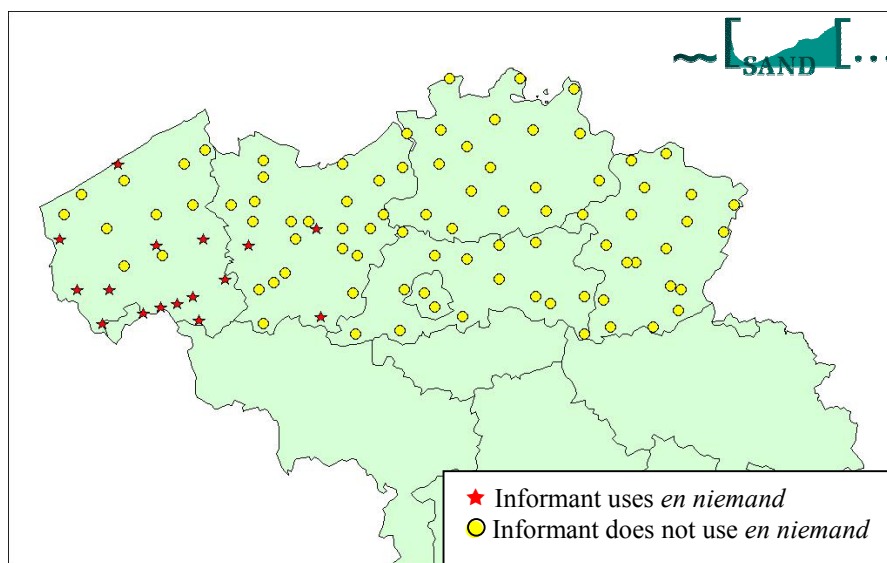 ~[SAND[...
Informant uses en niemand
Informant does not use en niemand